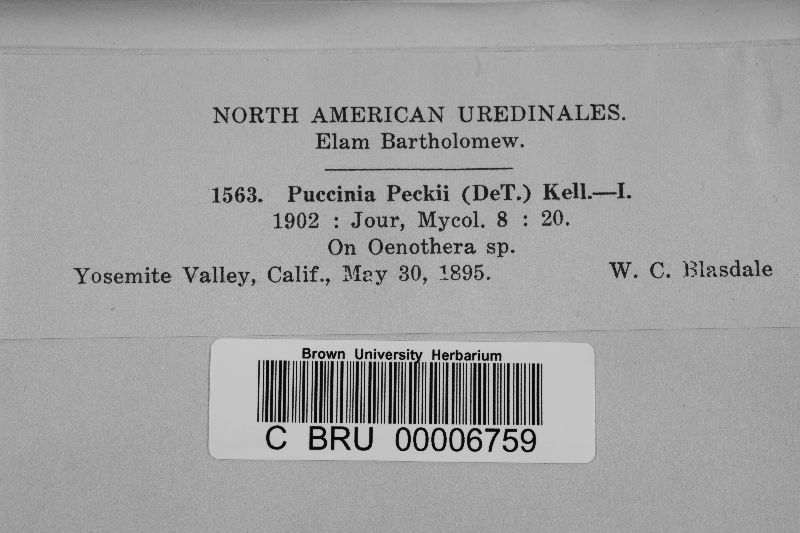 NORTH AMERICAN UREDINALES.
Elam Bartholomew.
1563. Puccinia Peckii (DeT.) Kell.—I.
1902 : Jour, Mycol. 8 : 20.
On Oenothera sp.
Yosemite Valley, Calif., May 30, 1895. W. C. Blasdale
Brown University Herbarium
C BRU 00006759